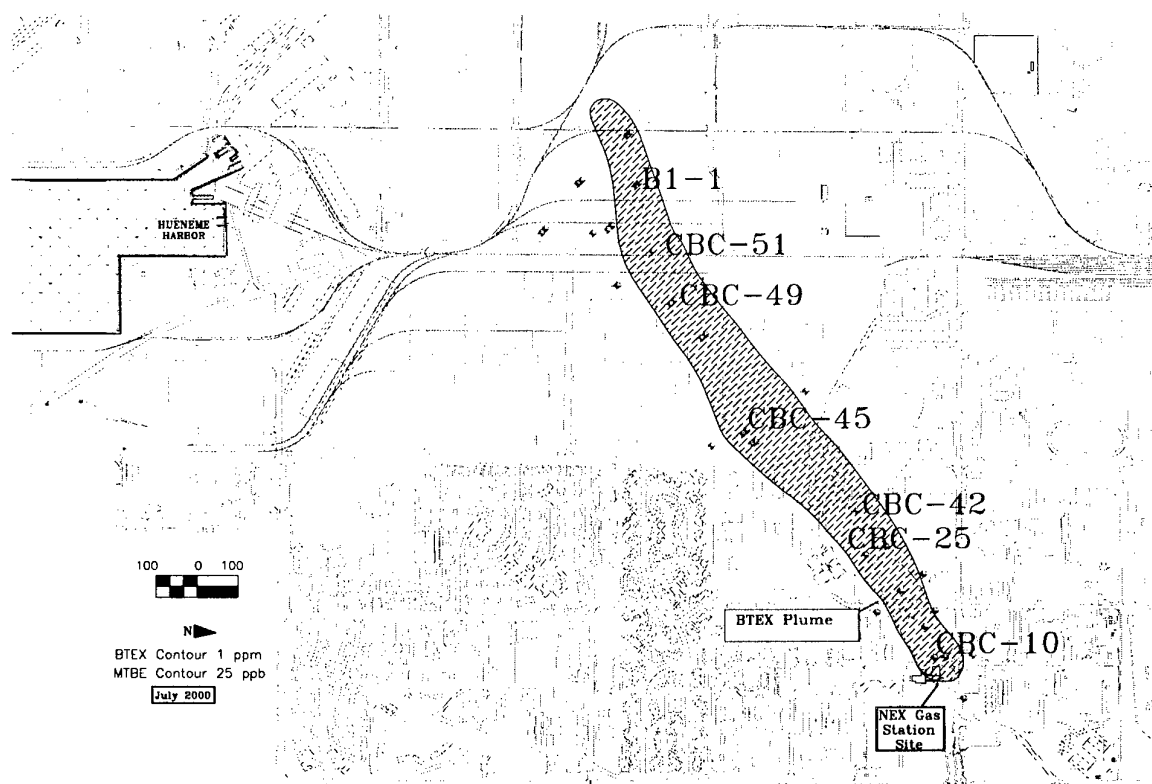 B1-1
HUENEME
HARBOR
CBC-51
CBC-49
CBC-45
CBC-42
CBC-25
100 0 100
BTEX Plume
N
CBC-10
BTEX Contour 1 ppm
MTBE Contour 25 ppb
July 2000
NEX Gas
Station
Site